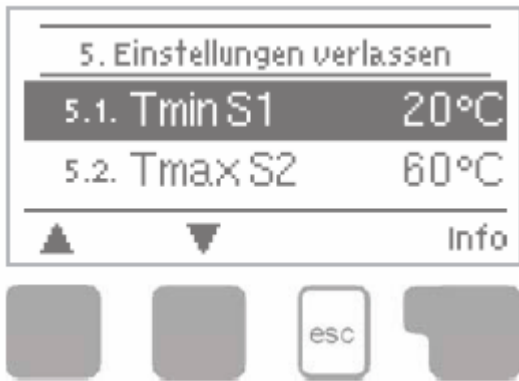 5. Einstellungen verlassen
5.1. Tmin S1 20°C
5.2. Tmax S2 60°C
Info
esc